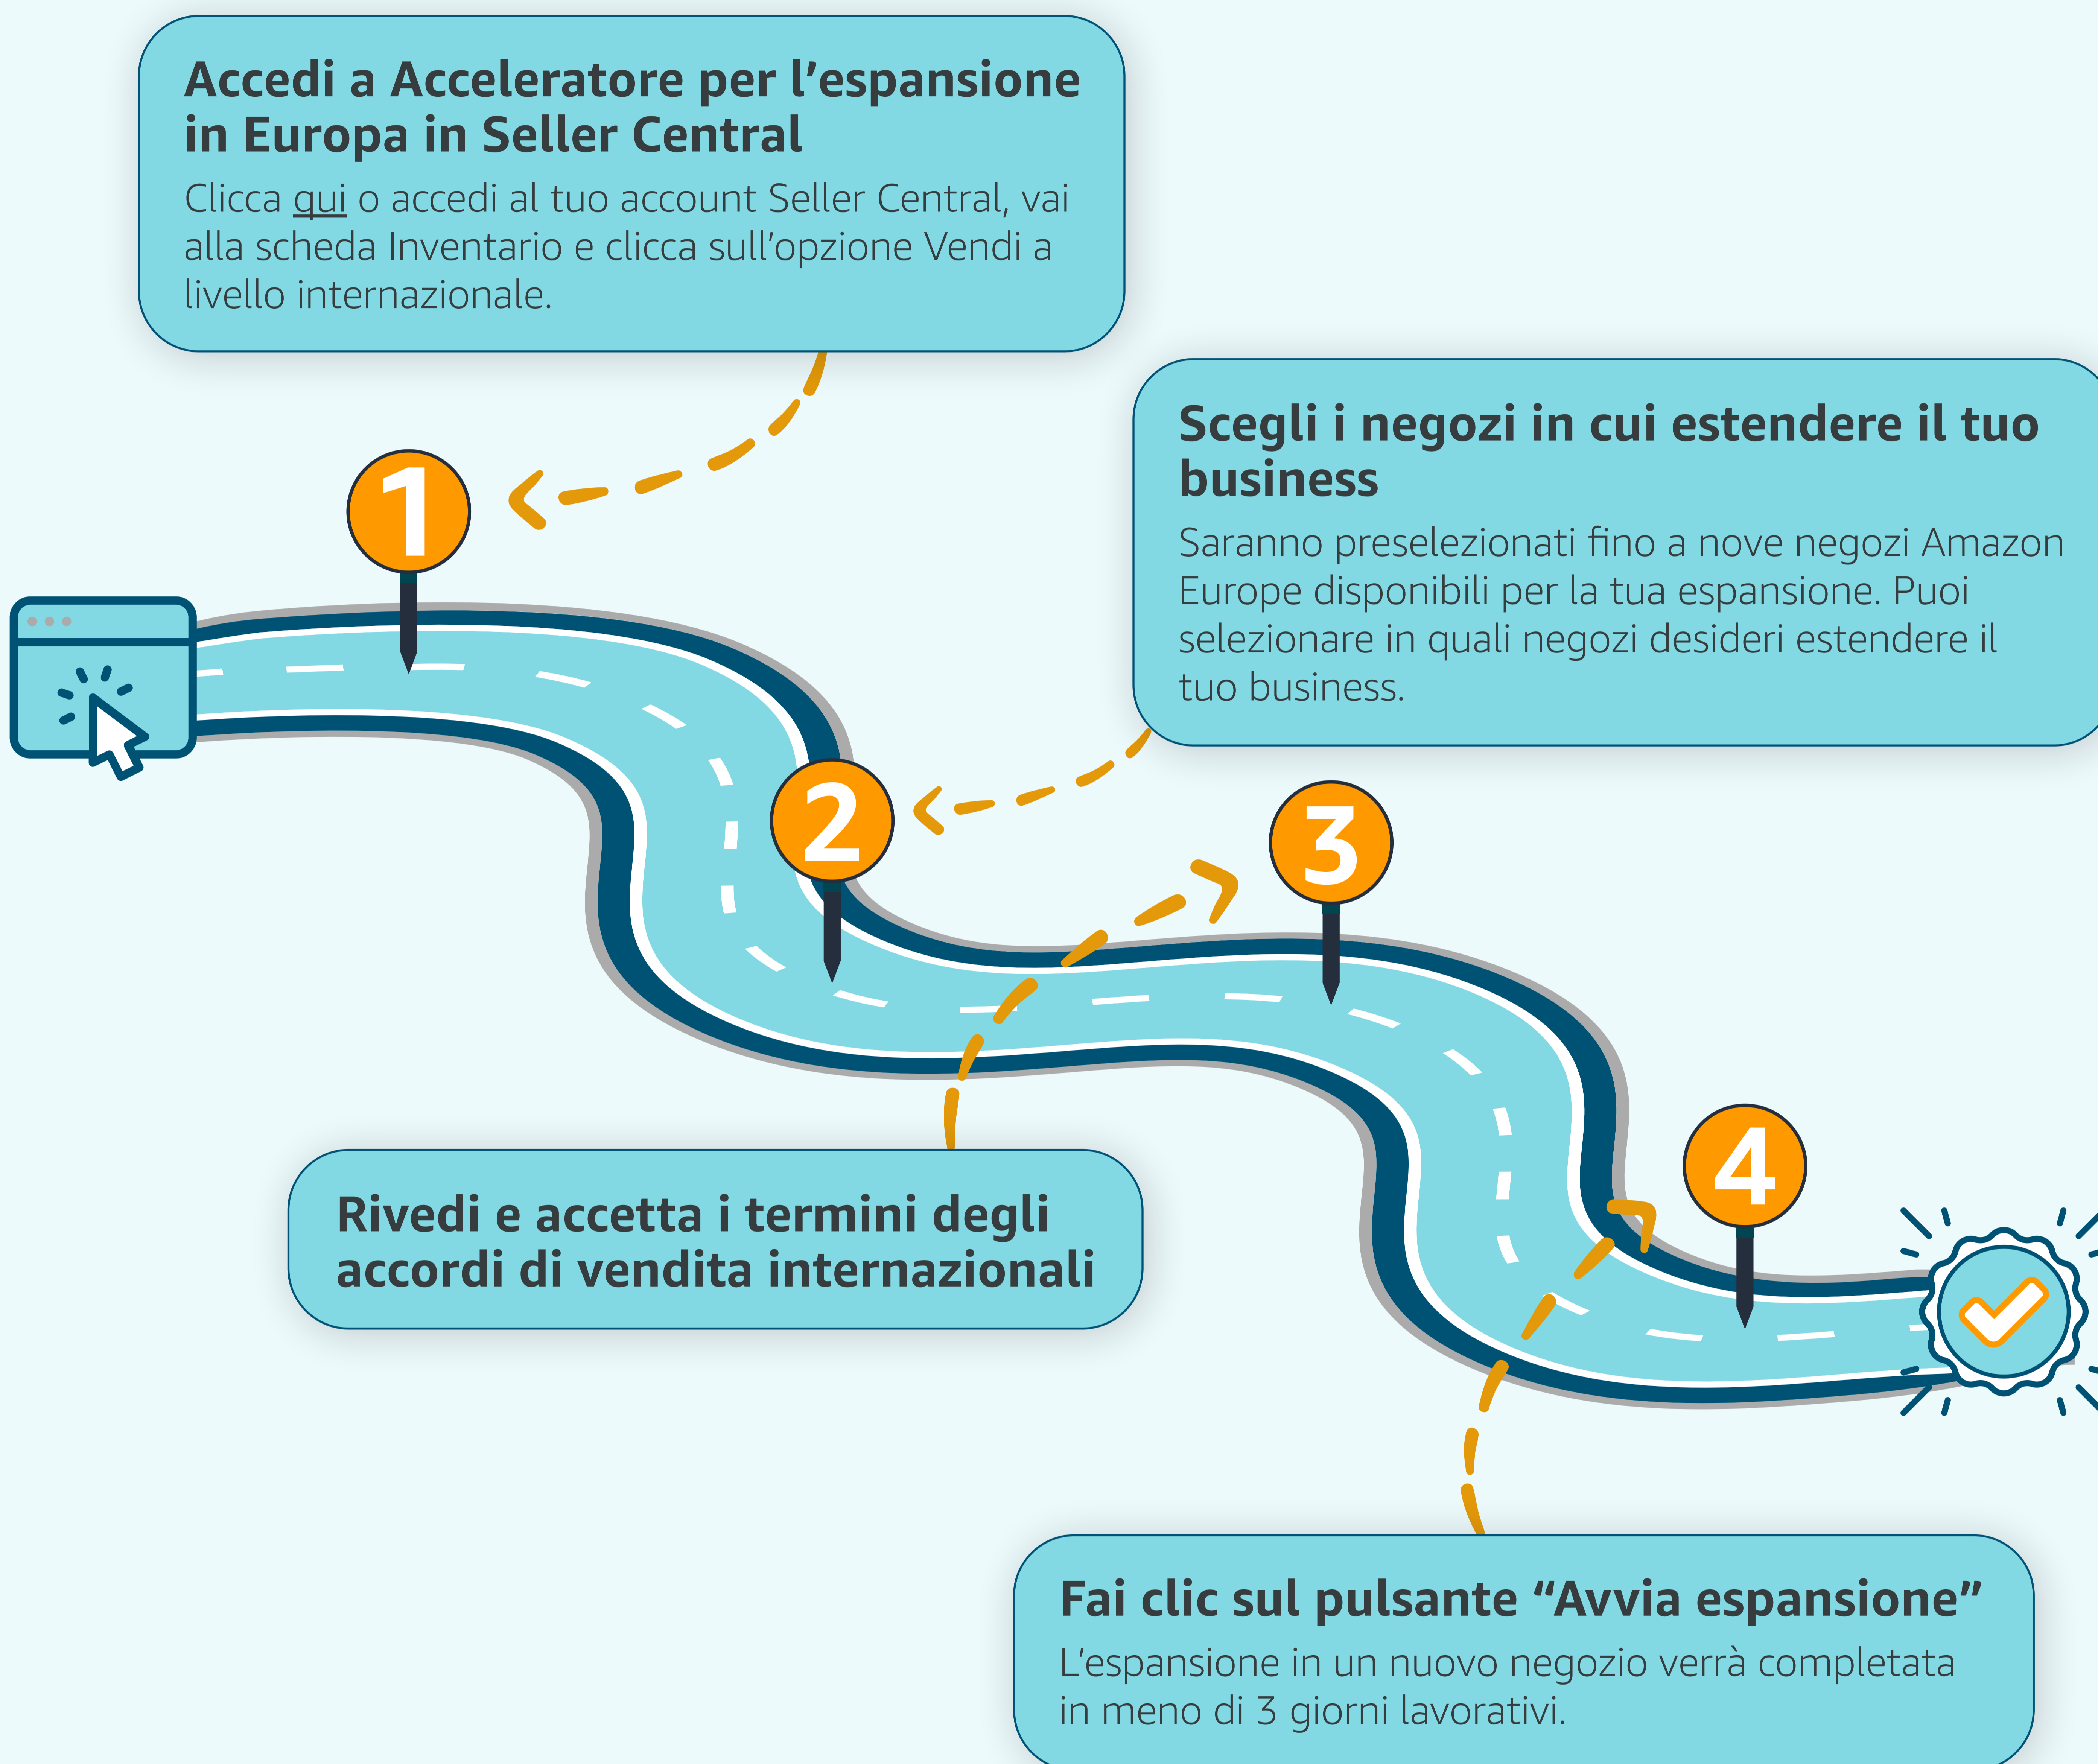 Accedi a Acceleratore per l’espansione
in Europa in Seller Central
Clicca qui o accedi al tuo account Seller Central, vai
alla scheda Inventario e clicca sull’opzione Vendi a
livello internazionale.
1
Scegli i negozi in cui estendere il tuo
business
Saranno preselezionati fino a nove negozi Amazon
Europe disponibili per la tua espansione. Puoi
selezionare in quali negozi desideri estendere il
tuo business.
2
3
Rivedi e accetta i termini degli
accordi di vendita internazionali
4
Fai clic sul pulsante “Avvia espansione”
L’espansione in un nuovo negozio verrà completata
in meno di 3 giorni lavorativi.